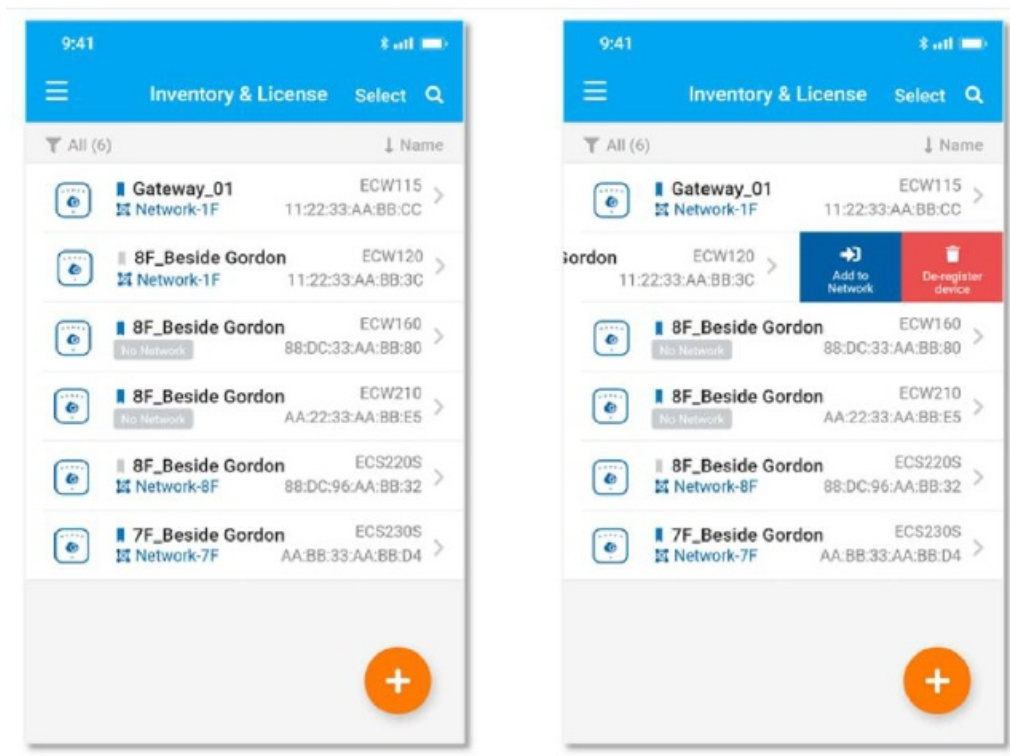 9:41
Inventory & License Select
All (6) Name
Gateway_01 ECW115
Network-1F 11:22:33:AA:BB:CC
8F_Beside Gordon ECW120
Network-1F 11:22:33:AA:BB:3C
8F_Beside Gordon ECW160
No Network 88:DC:33:AA:BB:80
8F_Beside Gordon ECW210
No Network AA:22:33:AA:BB:E5
8F_Beside Gordon ECS220S
Network-8F 88:DC:96:AA:BB:32
7F_Beside Gordon ECS230S
Network-7F AA:BB:33:AA:BB:D4
9:41
Inventory & License Select
All (6) Name
Gateway_01 ECW115
Network-1F 11:22:33:AA:BB:CC
Gordon ECW120
11:22:33:AA:BB:3C
Add to
Network
De-register
device
8F_Beside Gordon ECW160
No Network 88:DC:33:AA:BB:80
8F_Beside Gordon ECW210
No Network AA:22:33:AA:BB:E5
8F_Beside Gordon ECS220S
Network-8F 88:DC:96:AA:BB:32
7F_Beside Gordon ECS230S
Network-7F AA:BB:33:AA:BB:D4